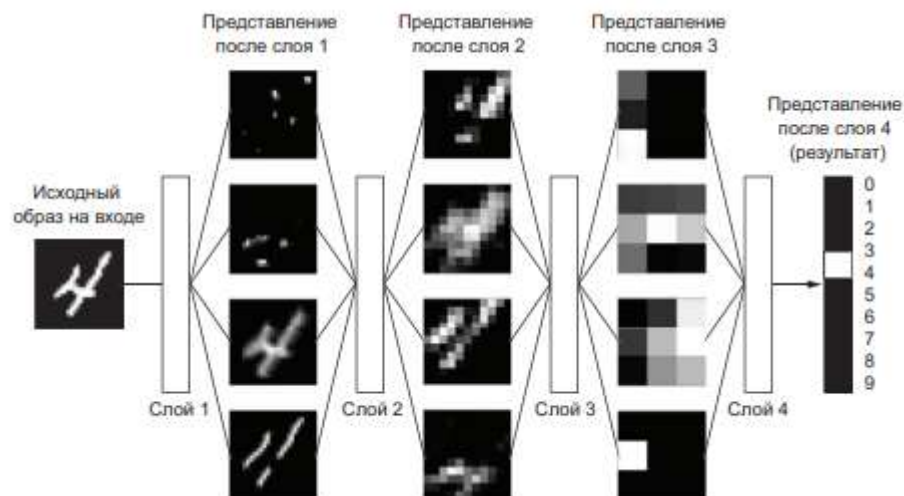 Представление
после слоя 1
Представление
после слоя 2
Представление
после слоя 3
Представление
после слоя 4
(результат)
Исходный
образ на входе
0
1
2
3
4
5
6
7
8
9
Слой 1
Слой 2
Слой 3
Слой 4